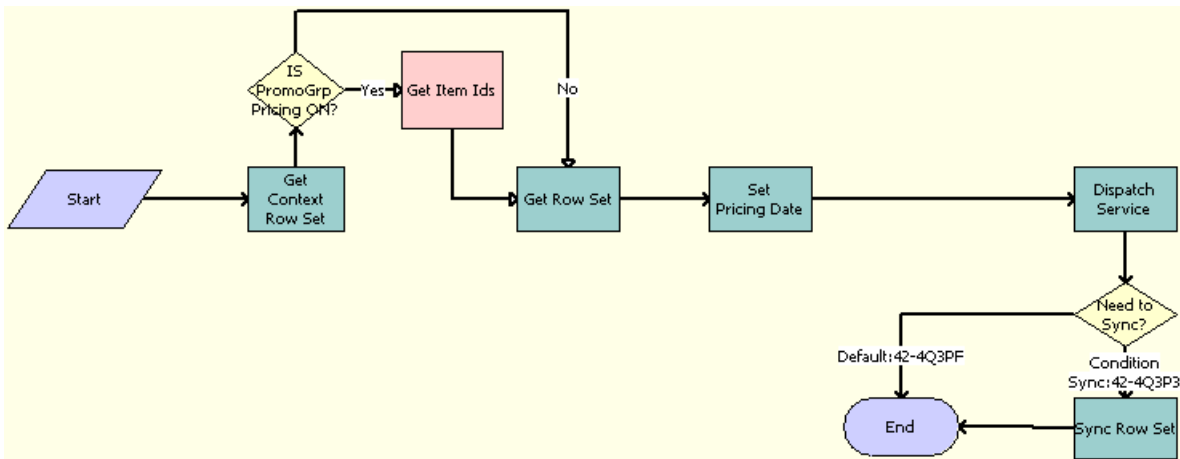 IS
PromoGrp
Pricing ON?
Yes
Get Item Ids
No
Start
Get
Context
Row Set
Get Row Set
Set
Pricing Date
Dispatch
Service
Need to
Sync?
Default:42-4Q3PF
Condition
Sync:42-4Q3P3
End
Sync Row Set